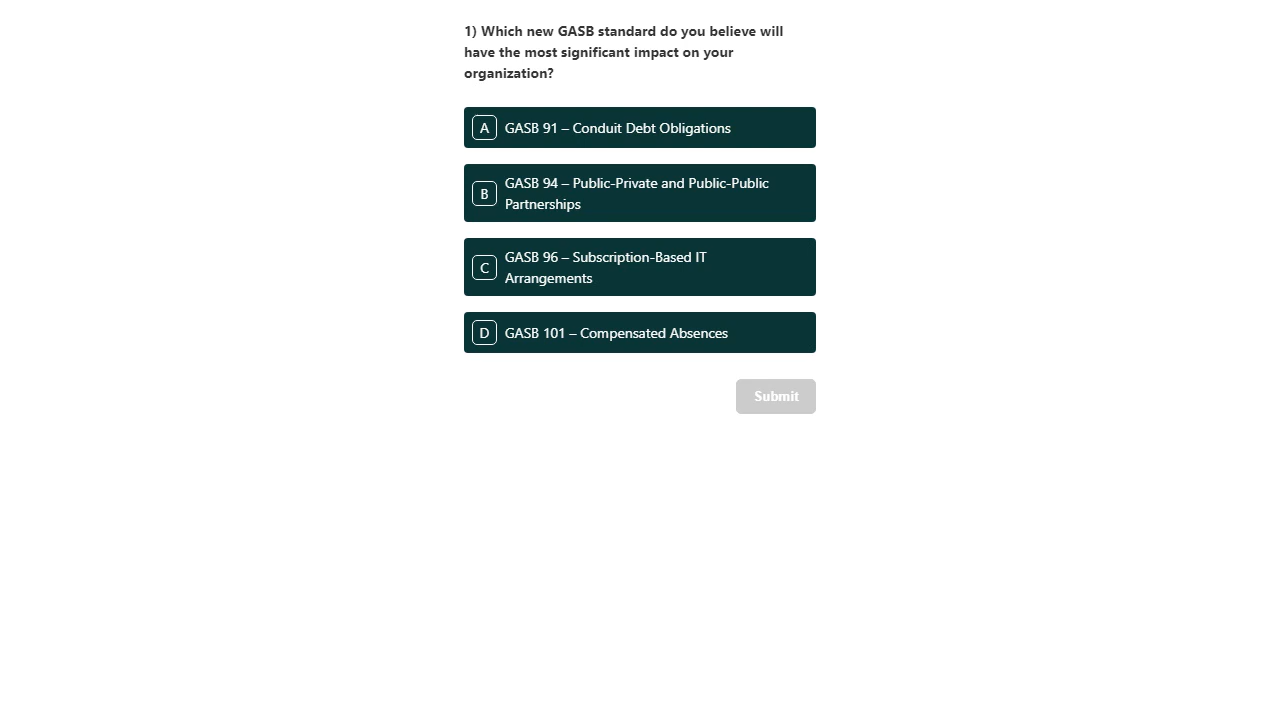 1) Which new GASB standard do you believe will
have the most significant impact on your
organization?
A GASB 91 – Conduit Debt Obligations
B GASB 94 – Public-Private and Public-Public
Partnerships
C GASB 96 – Subscription-Based IT
Arrangements
D GASB 101 – Compensated Absences
Submit